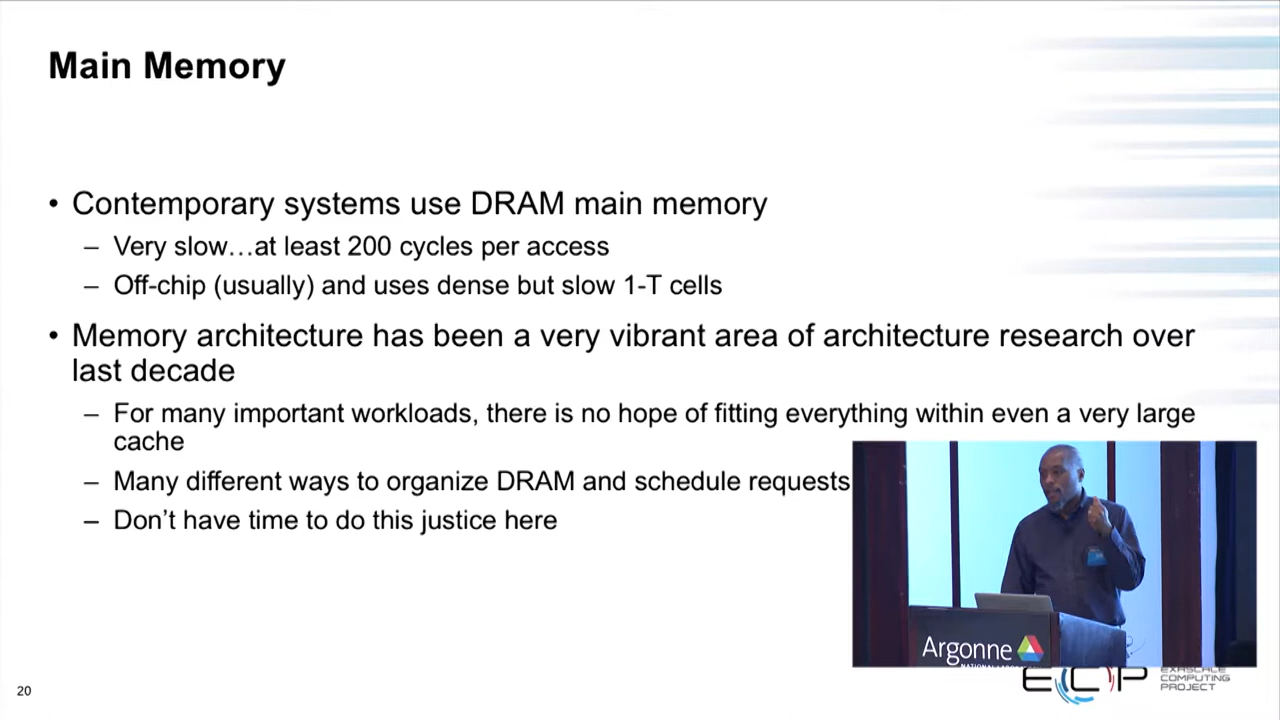 Main Memory
• Contemporary systems use DRAM main memory
– Very slow…at least 200 cycles per access
– Off-chip (usually) and uses dense but slow 1-T cells
• Memory architecture has been a very vibrant area of architecture research over
last decade
– For many important workloads, there is no hope of fitting everything within even a very large
cache
– Many different ways to organize DRAM and schedule requests
– Don't have time to do this justice here
Argonne
20
ECP
EXASCALE
COMPUTING
PROJECT